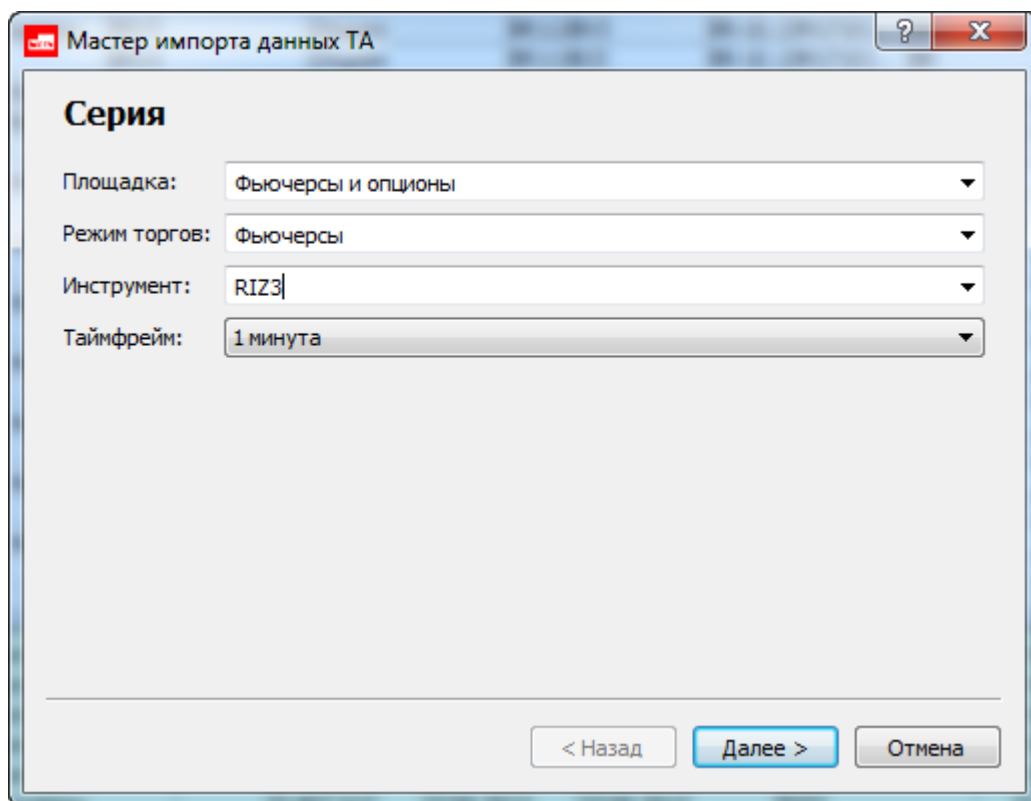 Мастер импорта данных ТА
Серия
Площадка: Фьючерсы и опционы
Режим торгов: Фьючерсы
Инструмент: RIZ3
Таймфрейм: 1 минута
< Назад Далее > Отмена